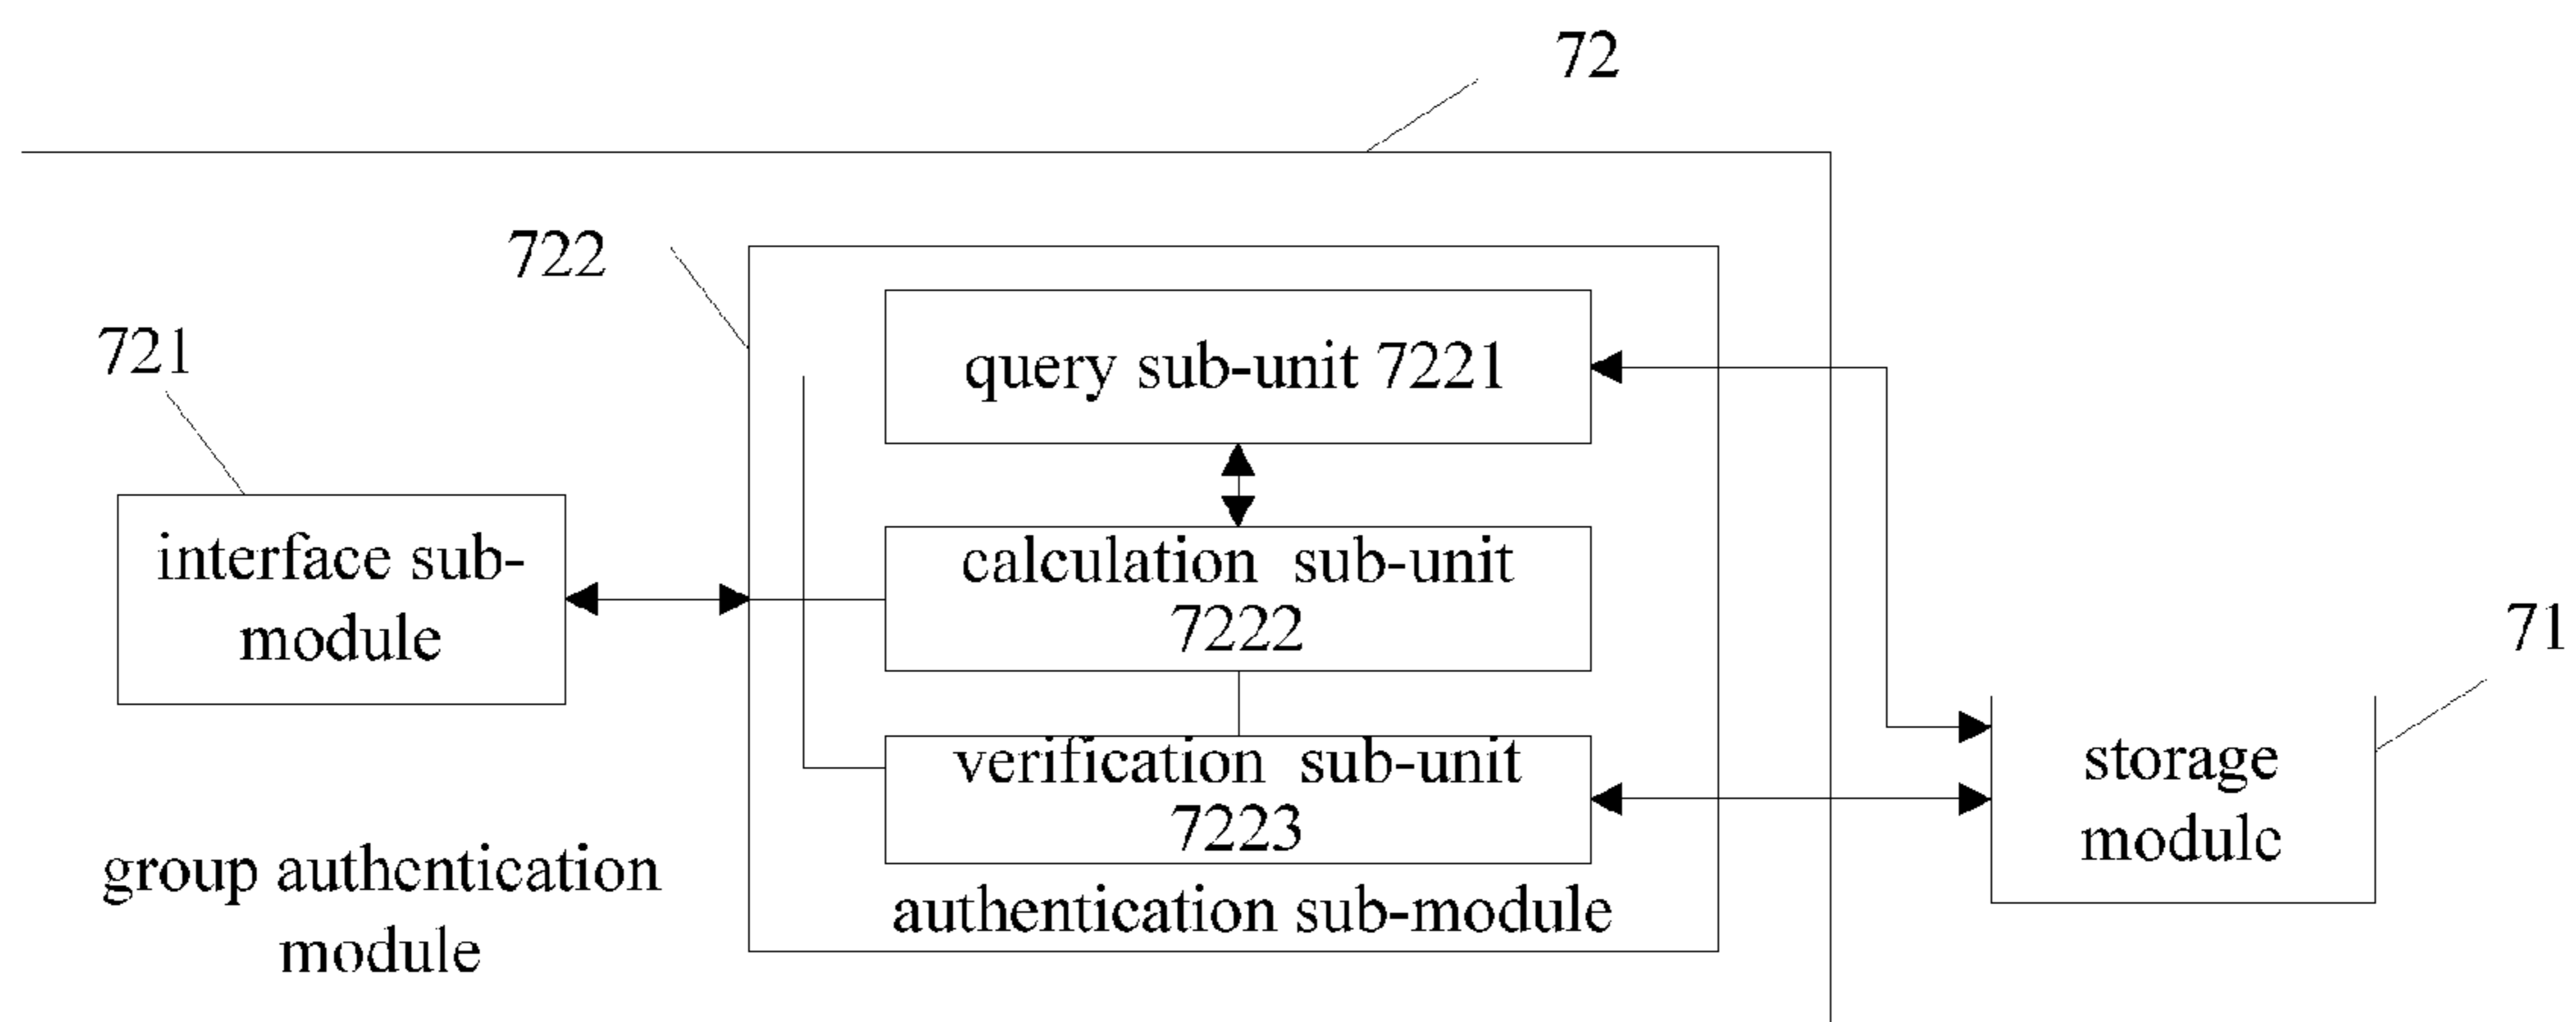 72
722
721
query sub-unit 7221
interface sub-
module
calculation sub-unit
7222
71
verification sub-unit
7223
storage
module
group authentication
module
authentication sub-module